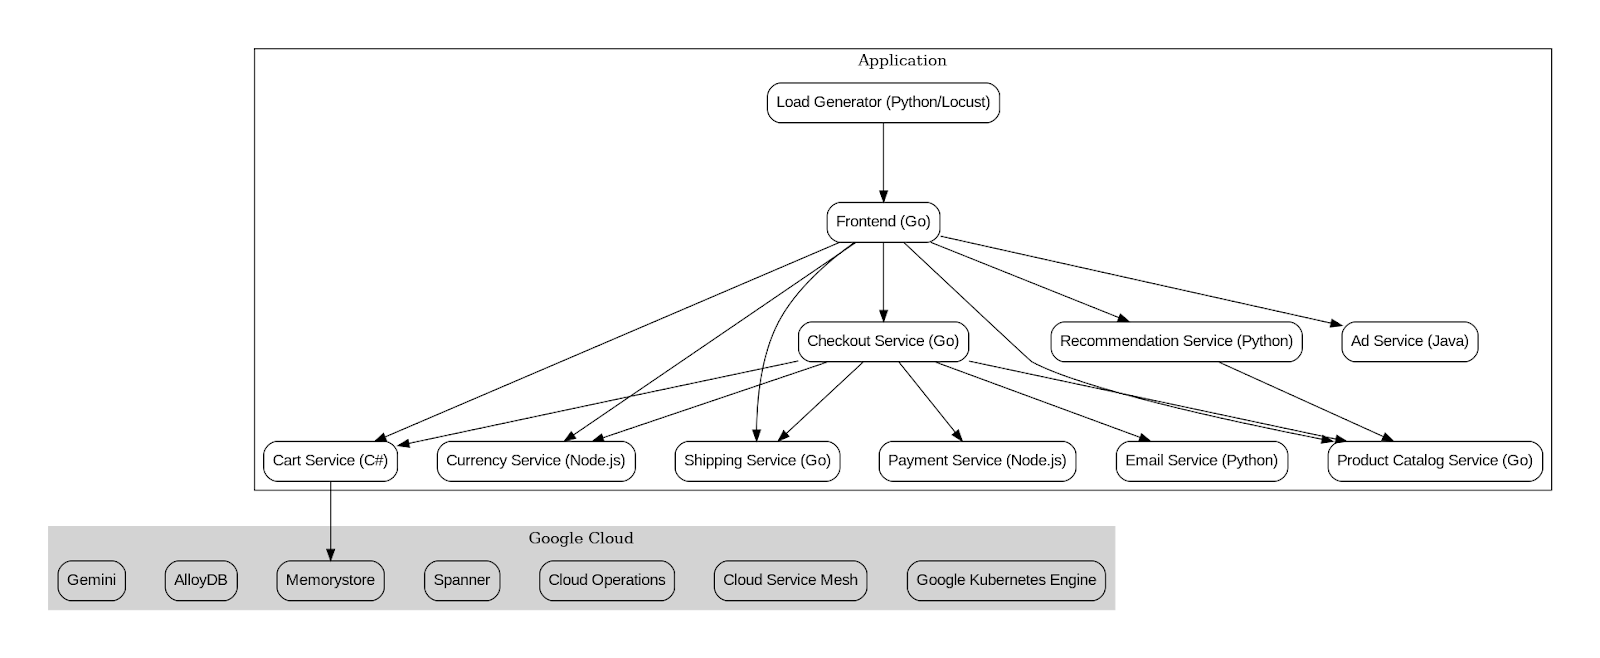 Application
Load Generator (Python/Locust)
Frontend (Go)
Checkout Service (Go)
Recommendation Service (Python)
Ad Service (Java)
Cart Service (C#)
Currency Service (Node.js)
Shipping Service (Go)
Payment Service (Node.js)
Email Service (Python)
Product Catalog Service (Go)
Google Cloud
Gemini
AlloyDB
Memorystore
Spanner
Cloud Operations
Cloud Service Mesh
Google Kubernetes Engine